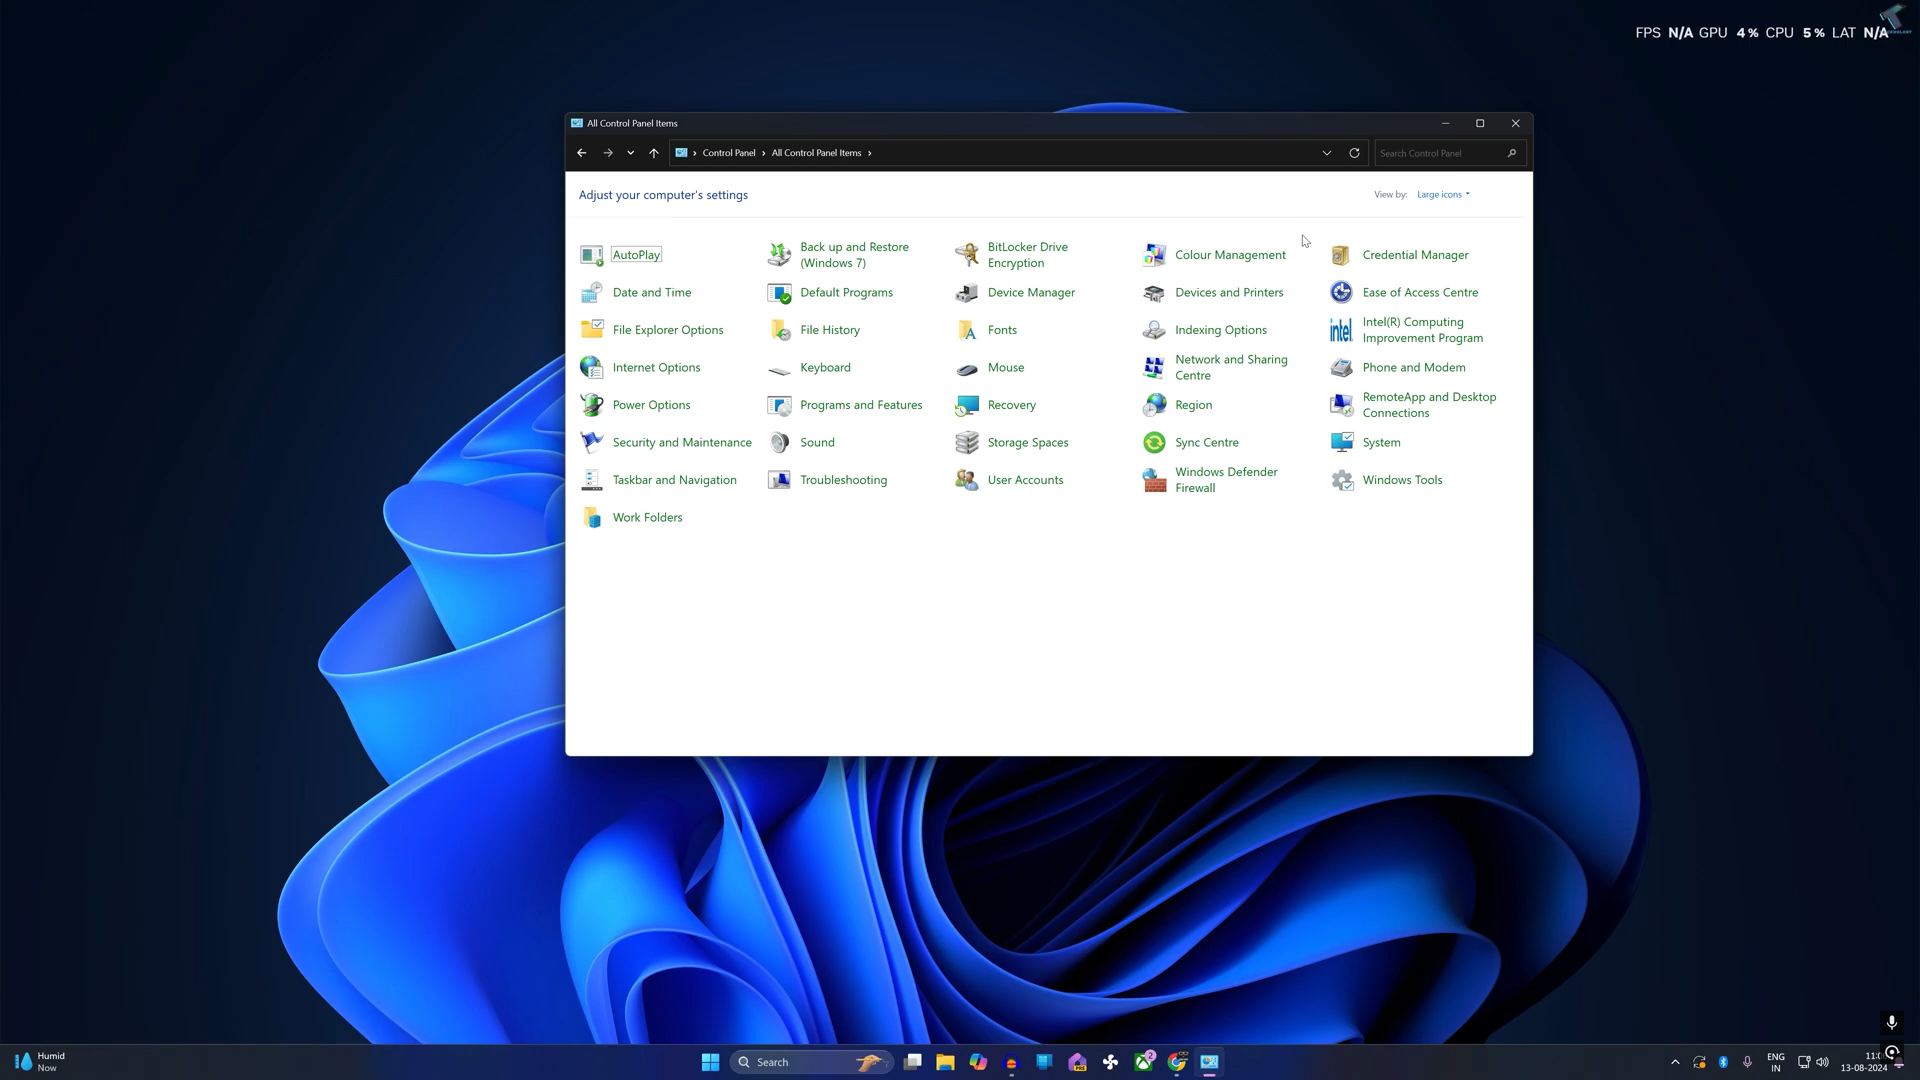 FPS N/A GPU 4% CPU 5% LAT N/A
All Control Panel Items
Control Panel > All Control Panel Items >
Search Control Panel
Adjust your computer's settings
View by: Large icons
AutoPlay
Back up and Restore
(Windows 7)
BitLocker Drive
Encryption
Colour Management
Credential Manager
Date and Time
Default Programs
Device Manager
Devices and Printers
Ease of Access Centre
File Explorer Options
File History
Fonts
Indexing Options
intel
Intel(R) Computing
Improvement Program
Internet Options
Keyboard
Mouse
Network and Sharing
Centre
Phone and Modem
Power Options
Programs and Features
Recovery
Region
RemoteApp and Desktop
Connections
Security and Maintenance
Sound
Storage Spaces
Sync Centre
System
Taskbar and Navigation
Troubleshooting
User Accounts
Windows Defender
Firewall
Windows Tools
Work Folders
Humid
Now
Search
PRE
2
ENG
IN
13-08-2024